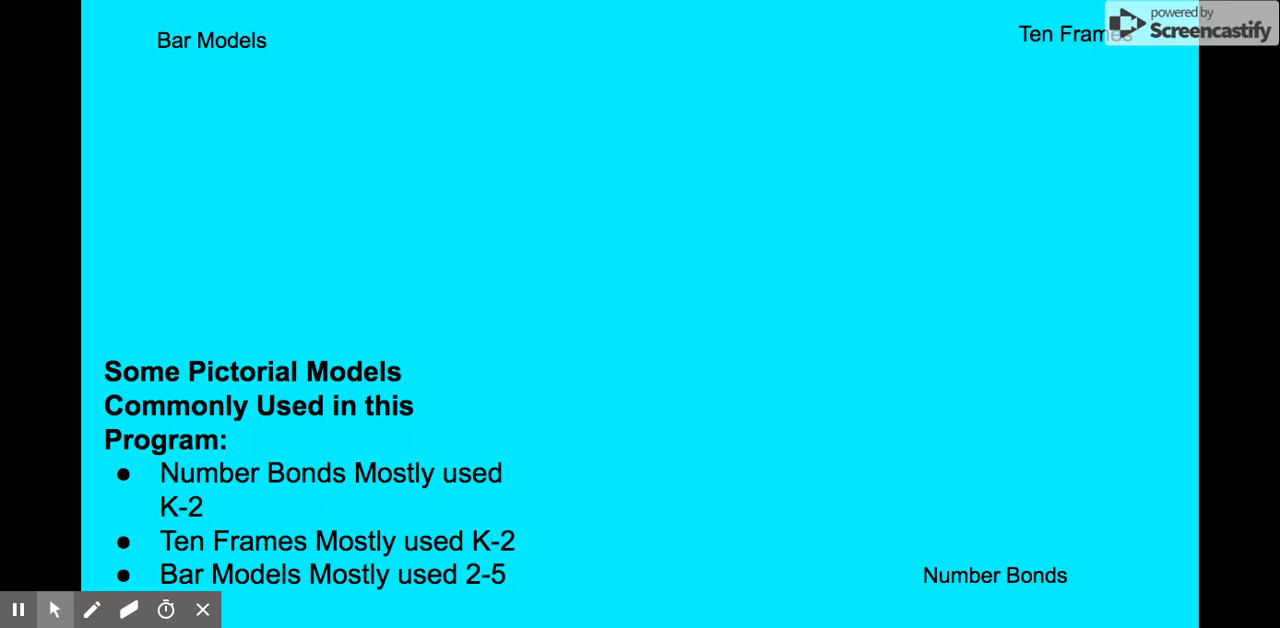 Bar Models
Ten Frames
powered by
Screencastify
Some Pictorial Models
Commonly Used in this
Program:
● Number Bonds Mostly used
K-2
● Ten Frames Mostly used K-2
● Bar Models Mostly used 2-5
Number Bonds